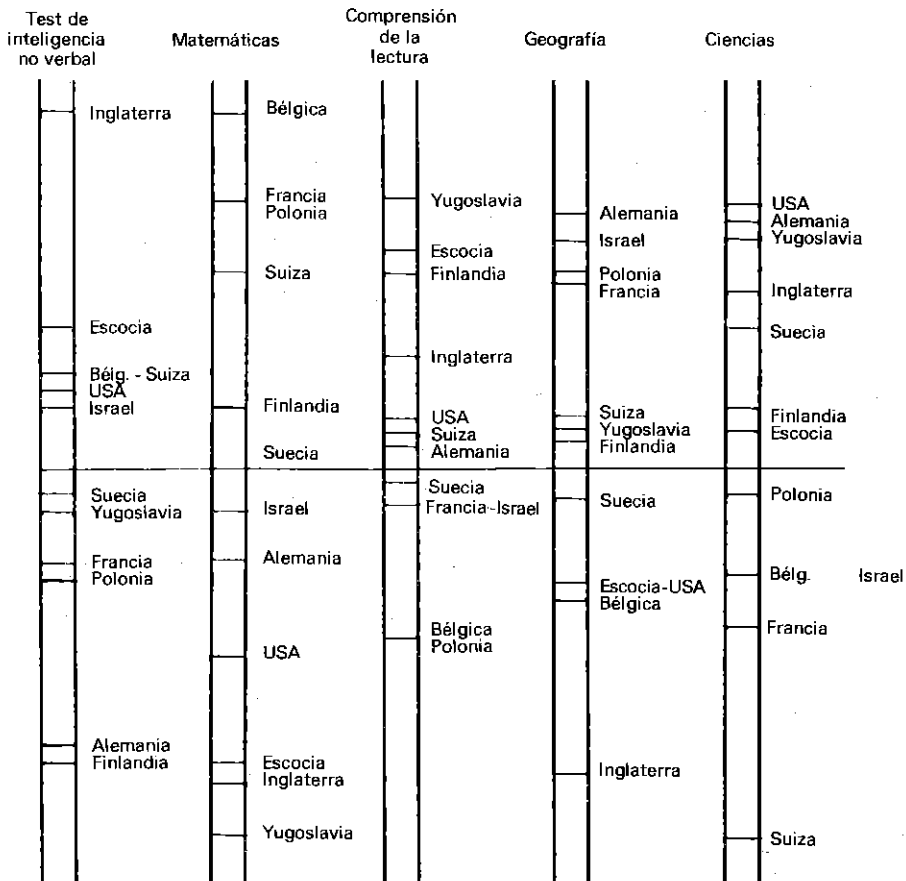 Test de
inteligencia
no verbal
Matemáticas
Comprensión
de la
lectura
Geografía
Ciencias
Inglaterra
Escocia
Bélg. - Suiza
USA
Israel
Suecia
Yugoslavia
Francia
Polonia
Alemania
Finlandia
Bélgica
Francia
Polonia
Suiza
Finlandia
Suecia
Israel
Alemania
USA
Escocia
Inglaterra
Yugoslavia
Yugoslavia
Escocia
Finlandia
Inglaterra
USA
Suiza
Alemania
Suecia
Francia-Israel
Bélgica
Polonia
Alemania
Israel
Polonia
Francia
Suiza
Yugoslavia
Finlandia
Suecia
Escocia-USA
Bélgica
Inglaterra
USA
Alemania
Yugoslavia
Inglaterra
Suecia
Finlandia
Escocia
Polonia
Bélg. Israel
Francia
Suiza